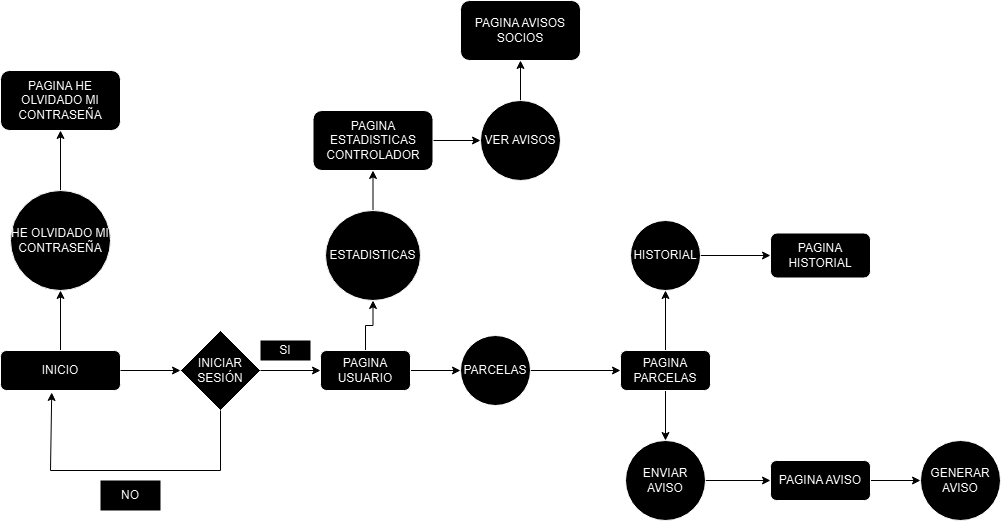 PAGINA AVISOS
SOCIOS
PAGINA HE
OLVIDADO MI
CONTRASEÑA
PAGINA
ESTADISTICAS
CONTROLADOR
VER AVISOS
HE OLVIDADO MI
CONTRASEÑA
ESTADISTICAS
HISTORIAL
PAGINA
HISTORIAL
INICIO
INICIAR
SESIÓN
SI
PAGINA
USUARIO
PARCELAS
PAGINA
PARCELAS
NO
ENVIAR
AVISO
PAGINA AVISO
GENERAR
AVISO